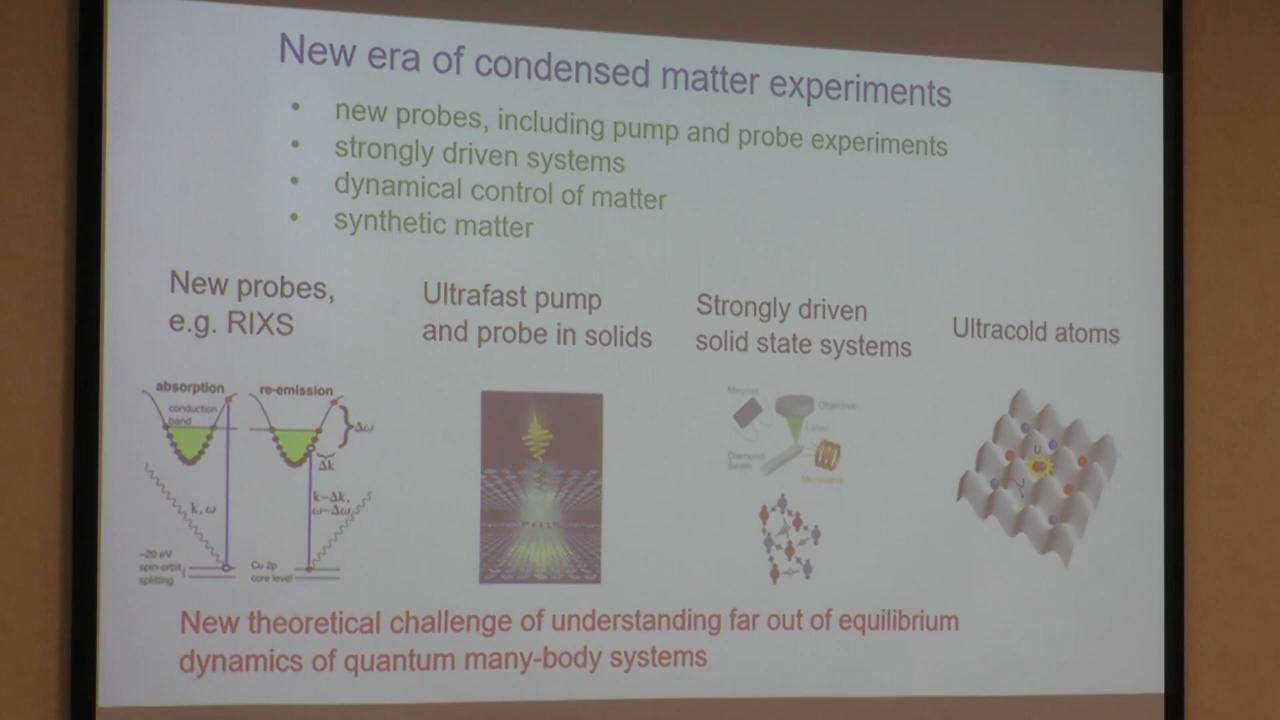 New era of condensed matter experiments
• new probes, including pump and probe experiments
• strongly driven systems
• dynamical control of matter
• synthetic matter
New probes,
e.g. RIXS
Ultrafast pump
and probe in solids
Strongly driven
solid state systems
Ultracold atoms
absorption
conduction
band
k, ω
~20 eV
spin-orbit
splitting
re-emission
Δω
Δk
k-Δk,
ω-Δω
Cu 2p
core level
Magnet
Objective
Laser
Diamond
Beam
Microwave
U
New theoretical challenge of understanding far out of equilibrium
dynamics of quantum many-body systems